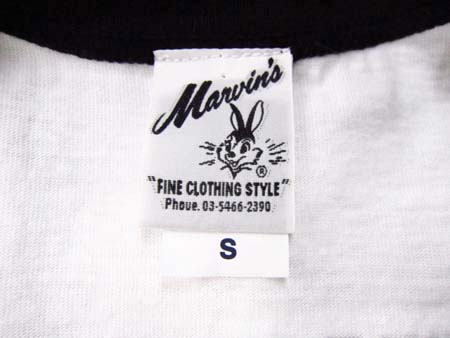 Marvin's
®
"FINE CLOTHING STYLE"
Phoue. 03-5466-2390
S